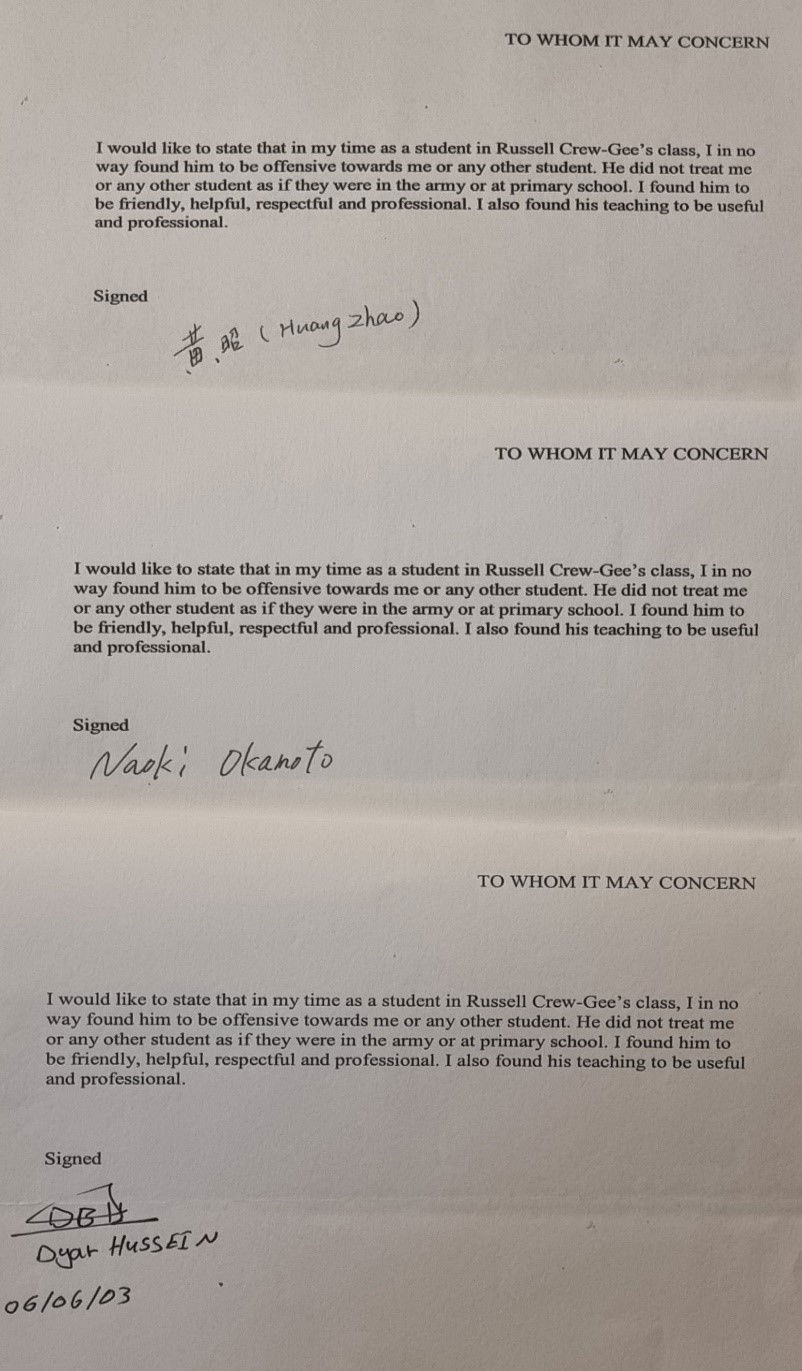 TO WHOM IT MAY CONCERN
I would like to state that in my time as a student in Russell Crew-Gee’s class, I in no
way found him to be offensive towards me or any other student. He did not treat me
or any other student as if they were in the army or at primary school. I found him to
be friendly, helpful, respectful and professional. I also found his teaching to be useful
and professional.
Signed
黄昭 (Huang zhao)
TO WHOM IT MAY CONCERN
I would like to state that in my time as a student in Russell Crew-Gee’s class, I in no
way found him to be offensive towards me or any other student. He did not treat me
or any other student as if they were in the army or at primary school. I found him to
be friendly, helpful, respectful and professional. I also found his teaching to be useful
and professional.
Signed
Naoki Okamoto
TO WHOM IT MAY CONCERN
I would like to state that in my time as a student in Russell Crew-Gee’s class, I in no
way found him to be offensive towards me or any other student. He did not treat me
or any other student as if they were in the army or at primary school. I found him to
be friendly, helpful, respectful and professional. I also found his teaching to be useful
and professional.
Signed
Dyar HUSSEIN
06/06/03